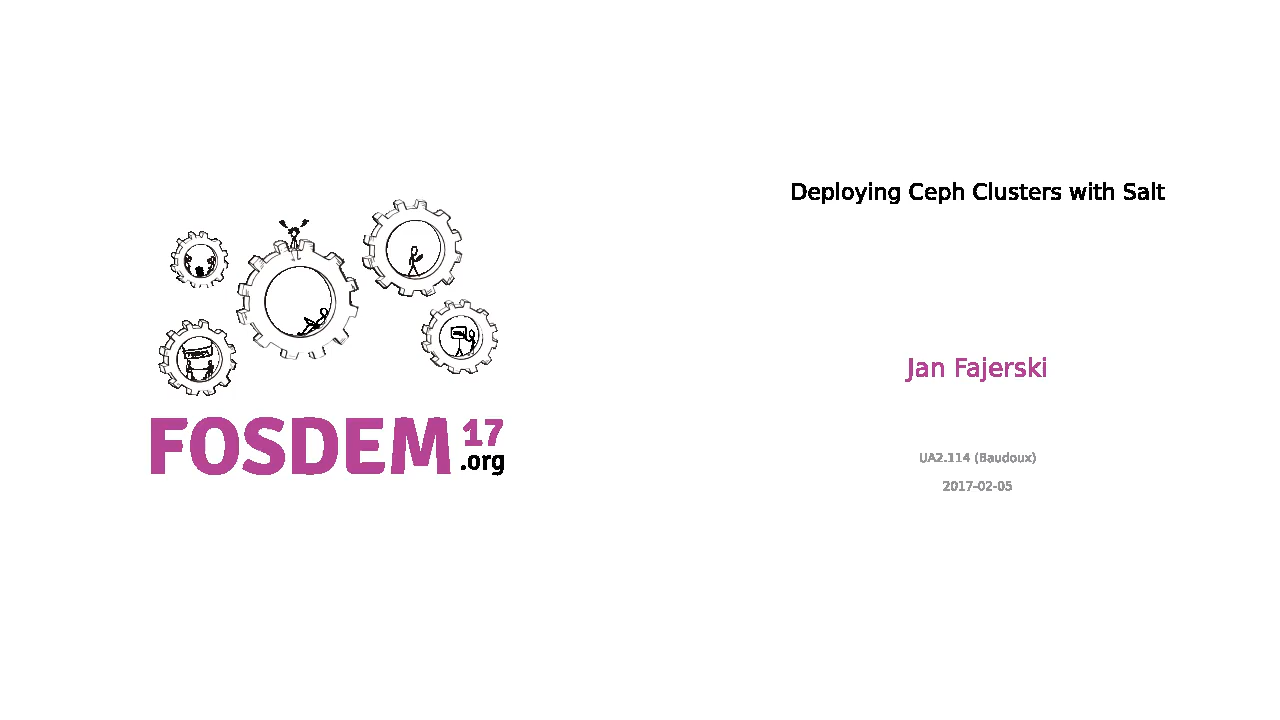 FOSDEM 17
.org
Deploying Ceph Clusters with Salt
Jan Fajerski
UA2.114 (Baudoux)
2017-02-05